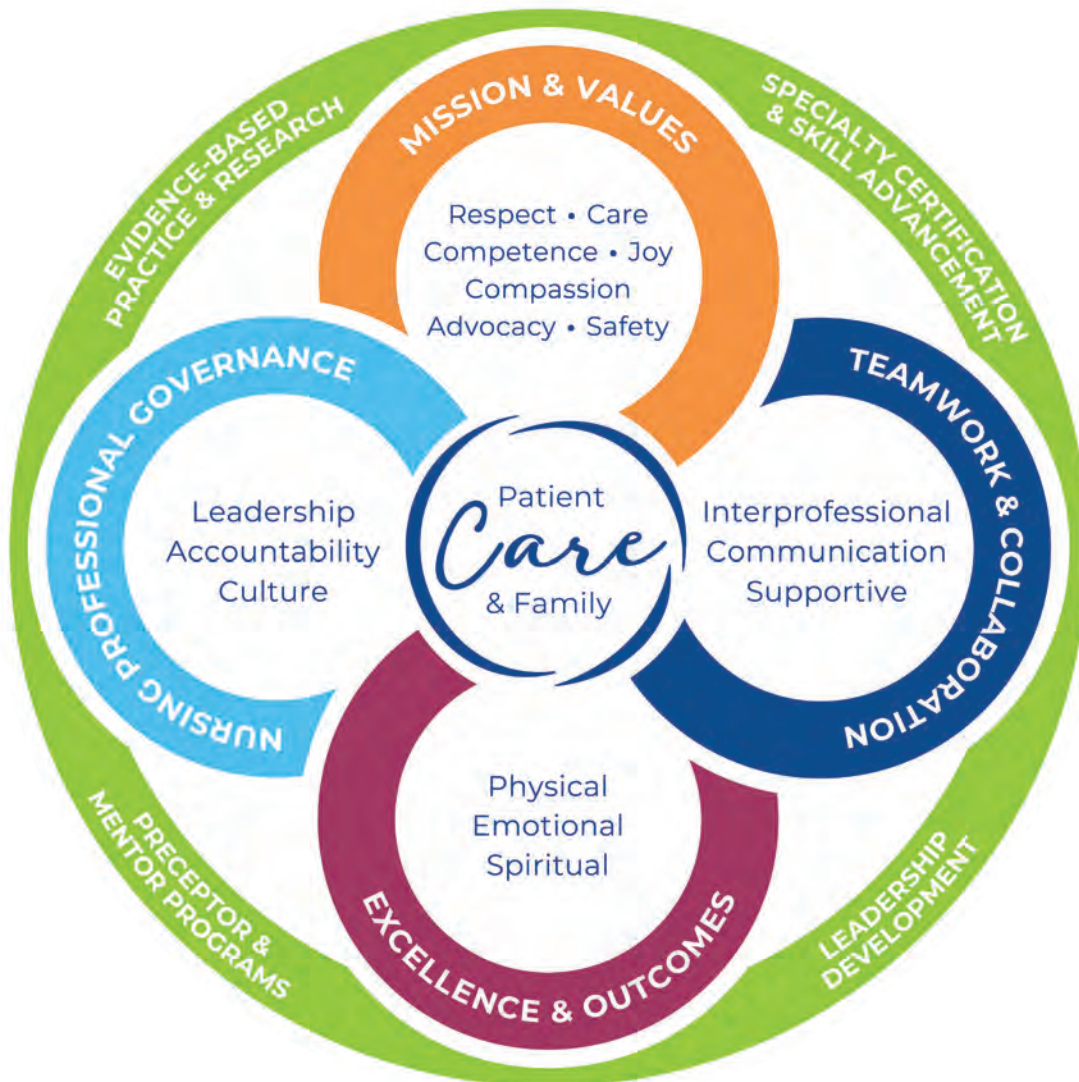 EVIDENCE-BASED
PRACTICE & RESEARCH
SPECIALTY CERTIFICATION
& SKILL ADVANCEMENT
MISSION & VALUES
Respect • Care
Competence • Joy
Compassion
Advocacy • Safety
NURSING PROFESSIONAL GOVERNANCE
Leadership
Accountability
Culture
Patient
Care
& Family
TEAMWORK & COLLABORATION
Interprofessional
Communication
Supportive
Physical
Emotional
Spiritual
EXCELLENCE & OUTCOMES
PRECEPTOR &
MENTOR PROGRAMS
LEADERSHIP
DEVELOPMENT